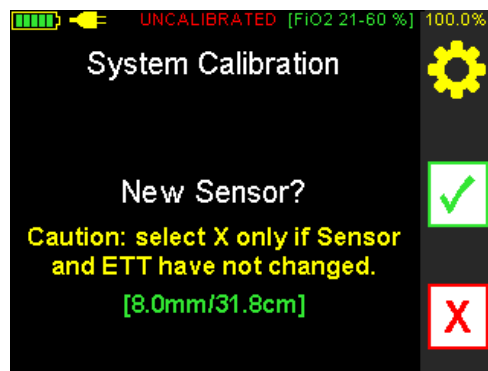 UNCALIBRATED [FiO2 21-60 %] 100.0%
System Calibration
New Sensor?
Caution: select X only if Sensor
and ETT have not changed.
[8.0mm/31.8cm]
X